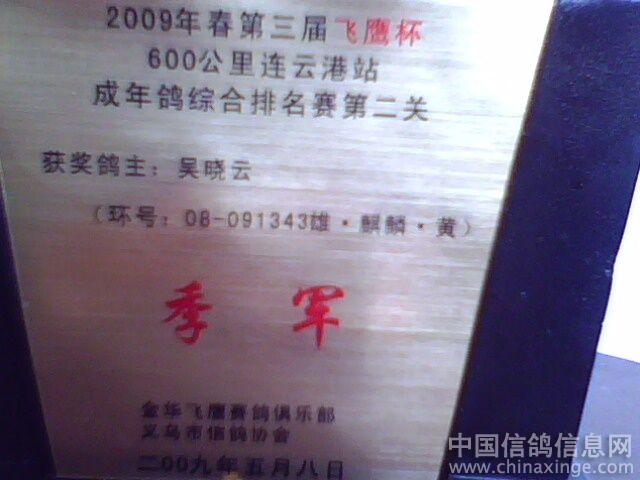 2009年春第三届飞鹰杯
600公里连云港站
成年鸽综合排名赛第二关
获奖鸽主：吴晓云
（环号：08-091343雄·麒麟·黄）
季 军
金华飞鹰赛鸽俱乐部
义乌市信鸽协会
二00九年五月八日
中国信鸽信息网
www.chinaxinge.com